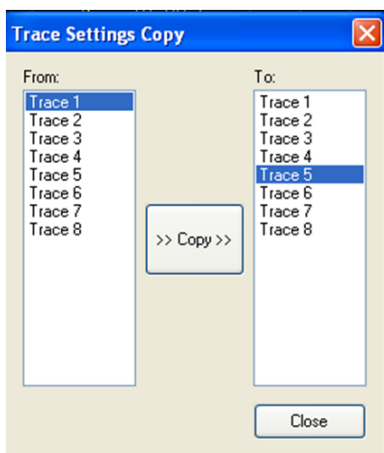 Trace Settings Copy
From:
Trace 1
Trace 2
Trace 3
Trace 4
Trace 5
Trace 6
Trace 7
Trace 8
>> Copy >>
To:
Trace 1
Trace 2
Trace 3
Trace 4
Trace 5
Trace 6
Trace 7
Trace 8
Close